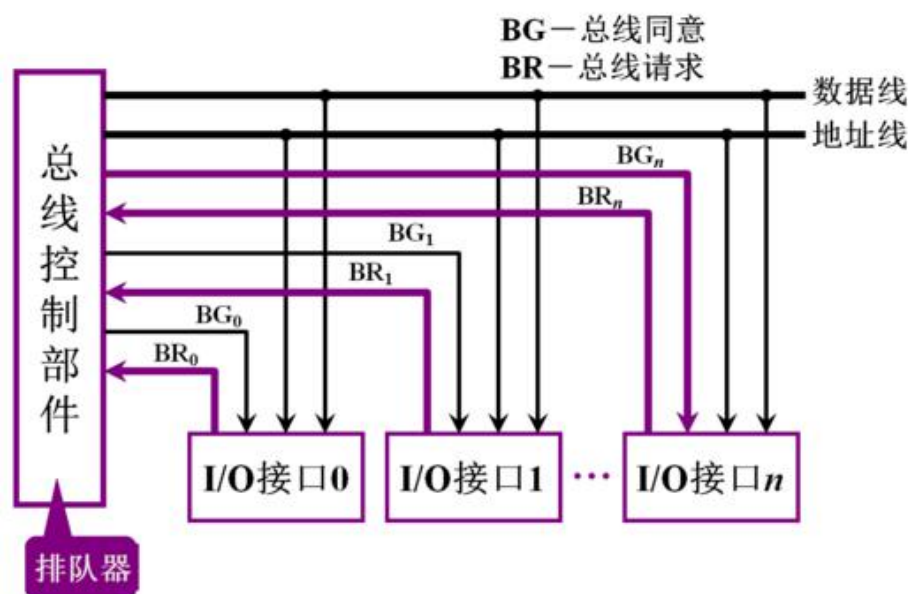 BG－总线同意
BR－总线请求
数据线
地址线
总线控制部件
BGn
BRn
BG1
BR1
BG0
BR0
I/O接口0
I/O接口1
…
I/O接口n
排队器